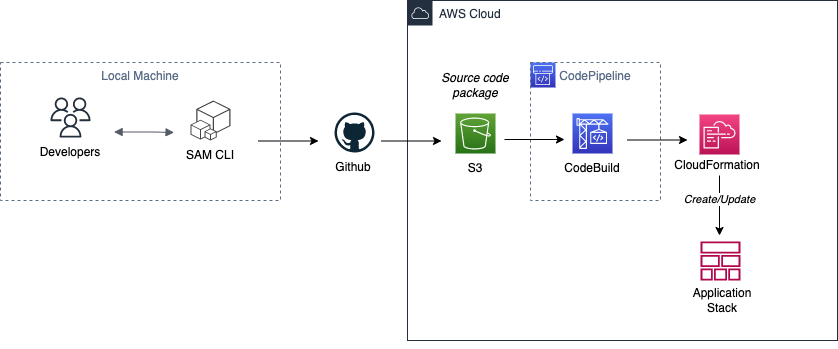 AWS Cloud
Local Machine
Source code
package
CodePipeline
Developers
SAM CLI
Github
S3
CodeBuild
CloudFormation
Create/Update
Application
Stack